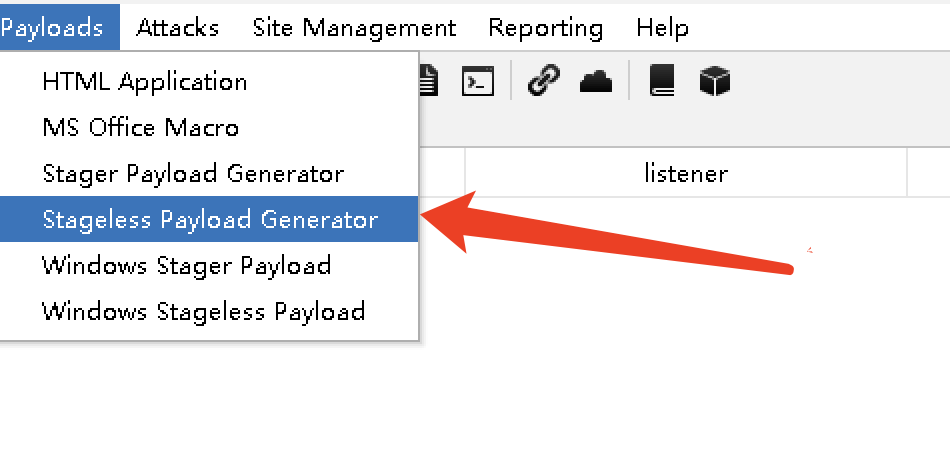 Payloads Attacks Site Management Reporting Help
HTML Application
MS Office Macro
Stager Payload Generator
listener
Stageless Payload Generator
Windows Stager Payload
Windows Stageless Payload